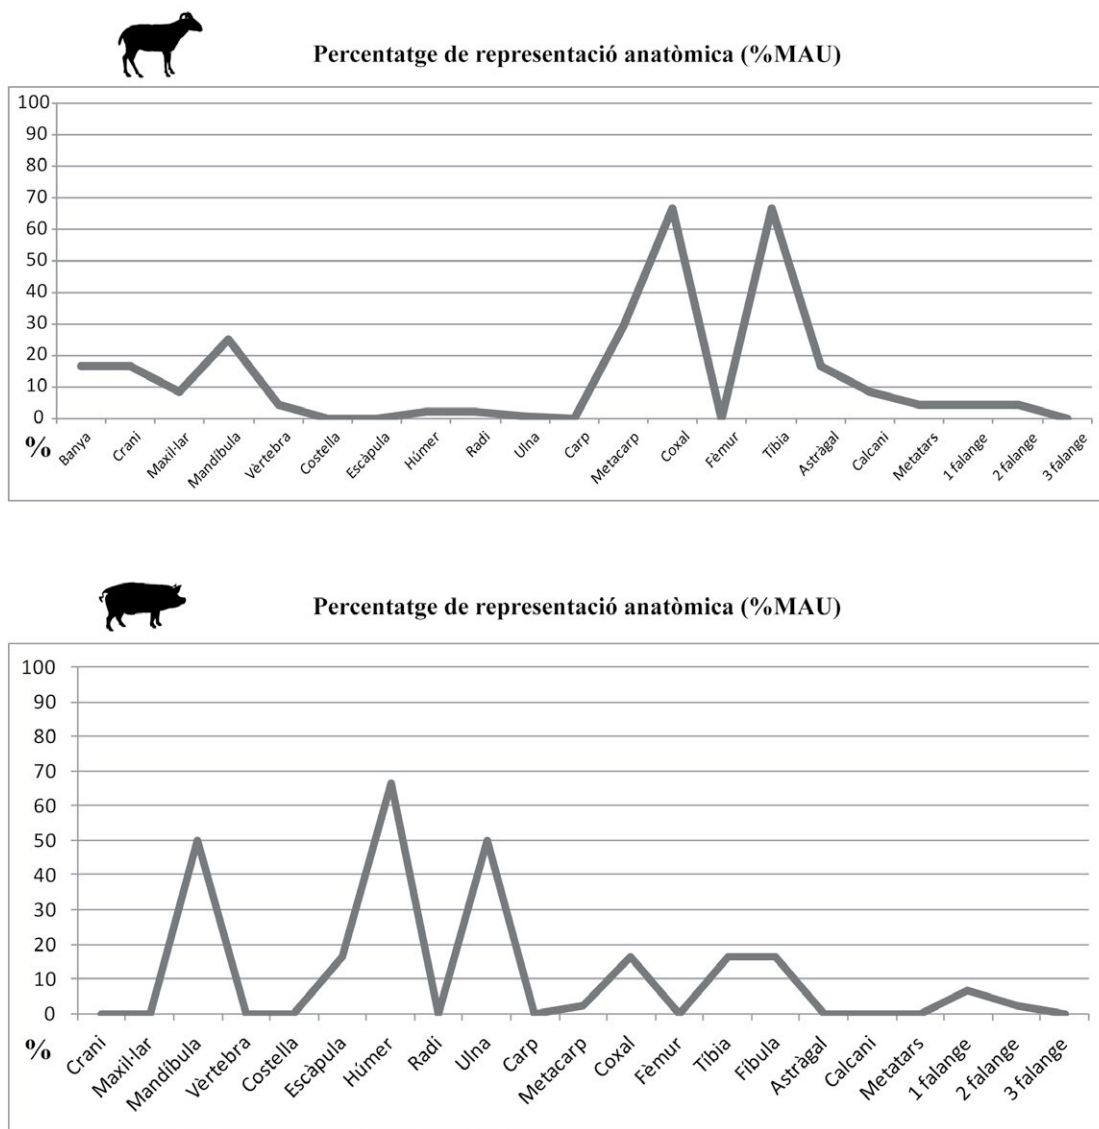 Percentatge de representació anatòmica (%MAU)
100
90
80
70
60
50
40
30
20
10
0
%
Banya
Crani
Maxil·lar
Mandíbula
Vèrtebra
Costella
Escàpula
Húmer
Radi
Ulna
Carp
Metacarp
Coxal
Fèmur
Tíbia
Astràgal
Calcani
Metatars
1 falange
2 falange
3 falange
Percentatge de representació anatòmica (%MAU)
100
90
80
70
60
50
40
30
20
10
0
%
Crani
Maxil·lar
Mandíbula
Vèrtebra
Costella
Escàpula
Húmer
Radi
Ulna
Carp
Metacarp
Coxal
Fèmur
Tíbia
Fíbula
Astràgal
Calcani
Metatars
1 falange
2 falange
3 falange